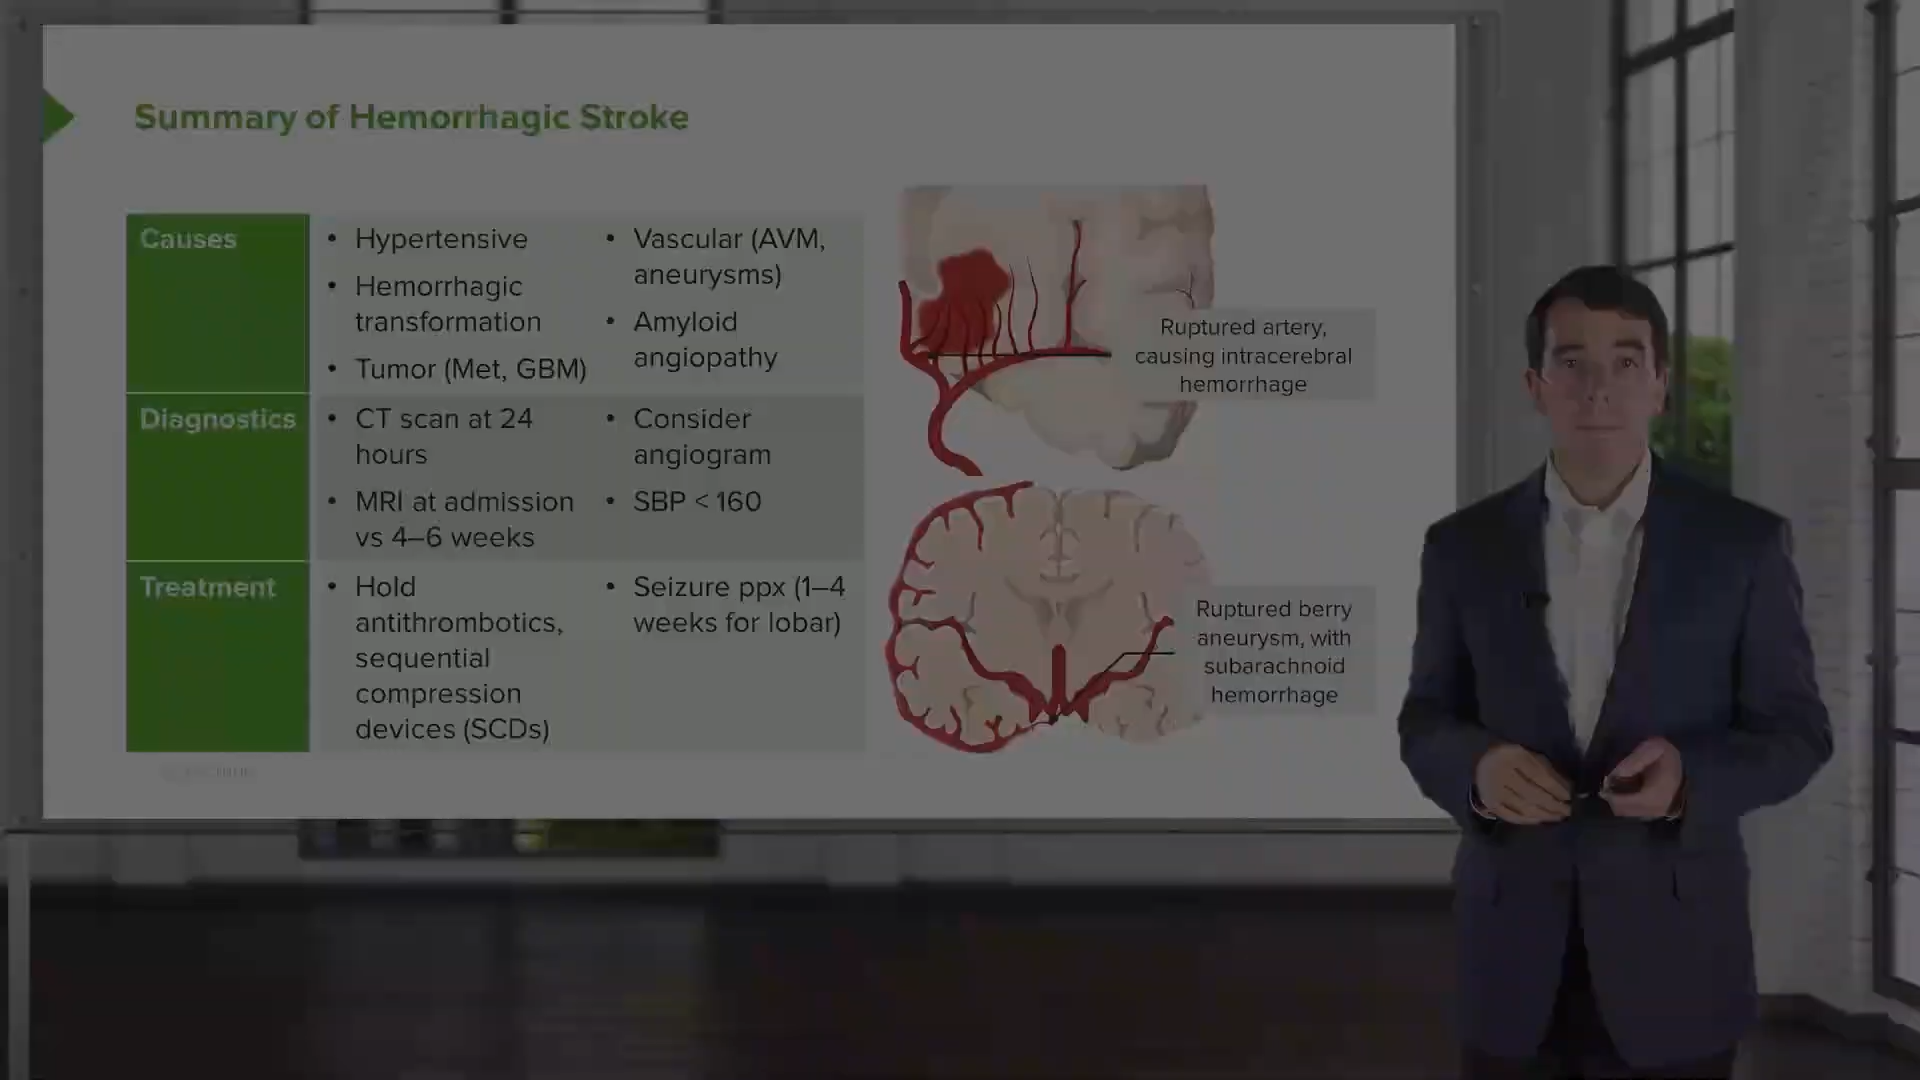 Summary of Hemorrhagic Stroke
Causes
• Hypertensive
• Hemorrhagic
transformation
• Tumor (Met, GBM)
• Vascular (AVM,
aneurysms)
• Amyloid
angiopathy
Diagnostics
• CT scan at 24
hours
• MRI at admission
vs 4–6 weeks
• Consider
angiogram
• SBP < 160
Treatment
• Hold
antithrombotics,
sequential
compression
devices (SCDs)
• Seizure ppx (1–4
weeks for lobar)
Ruptured artery,
causing intracerebral
hemorrhage
Ruptured berry
aneurysm, with
subarachnoid
hemorrhage